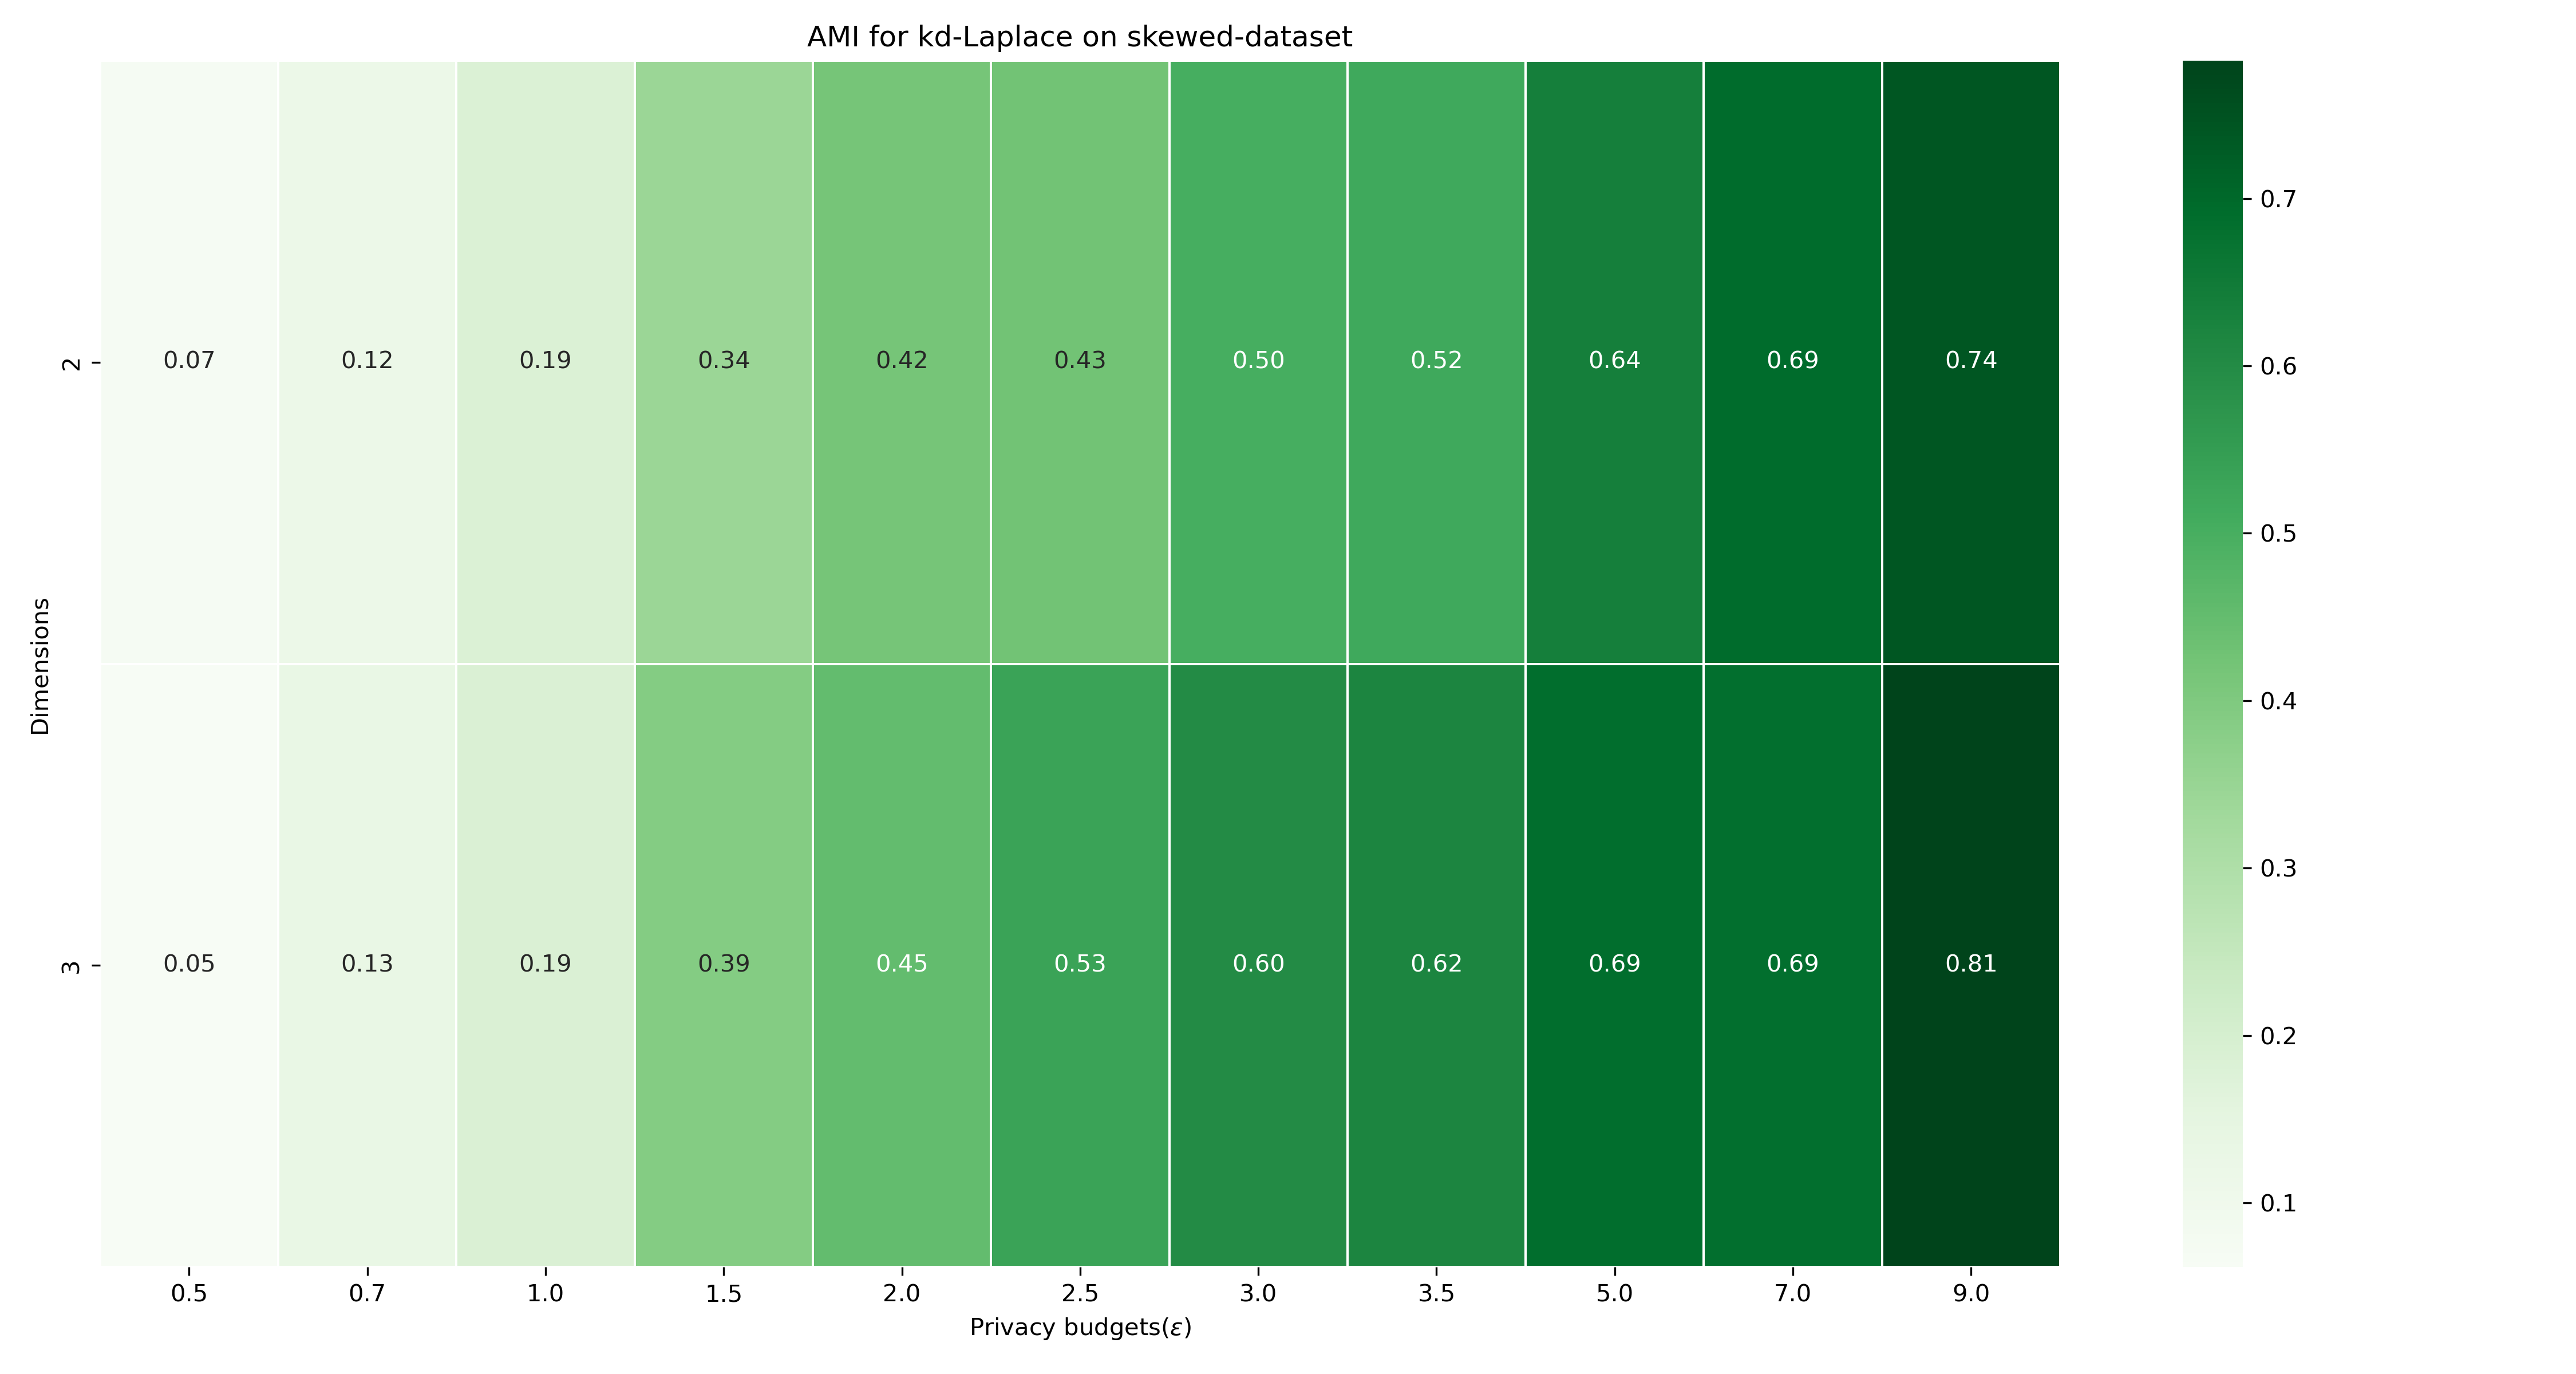 AMI for kd-Laplace on skewed-dataset
0.7
0.6
0.5
0.4
0.3
0.2
0.1
Dimensions
2
0.07 0.12 0.19 0.34 0.42 0.43 0.50 0.52 0.64 0.69 0.74
3
0.05 0.13 0.19 0.39 0.45 0.53 0.60 0.62 0.69 0.69 0.81
0.5 0.7 1.0 1.5 2.0 2.5 3.0 3.5 5.0 7.0 9.0
Privacy budgets(ε)